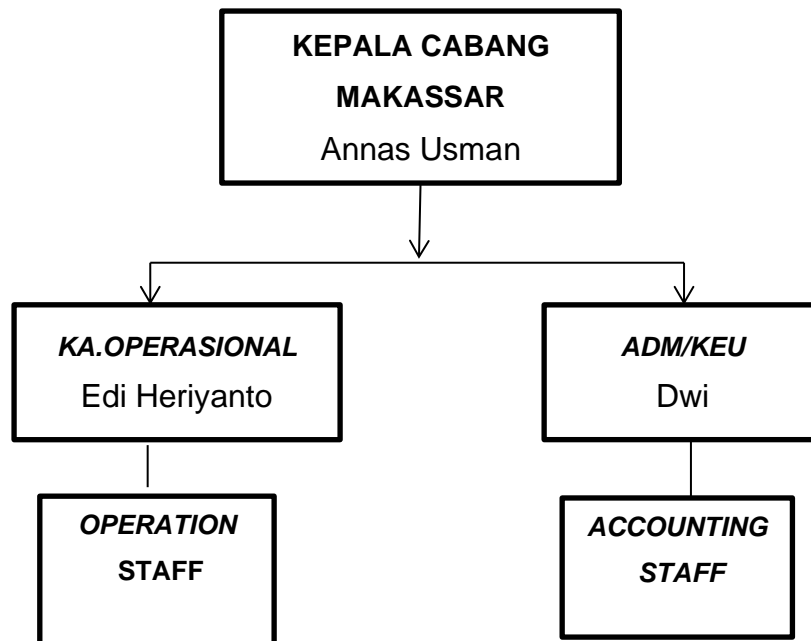 KEPALA CABANG
MAKASSAR
Annas Usman
KA.OPERASIONAL
Edi Heriyanto
ADM/KEU
Dwi
OPERATION
STAFF
ACCOUNTING
STAFF